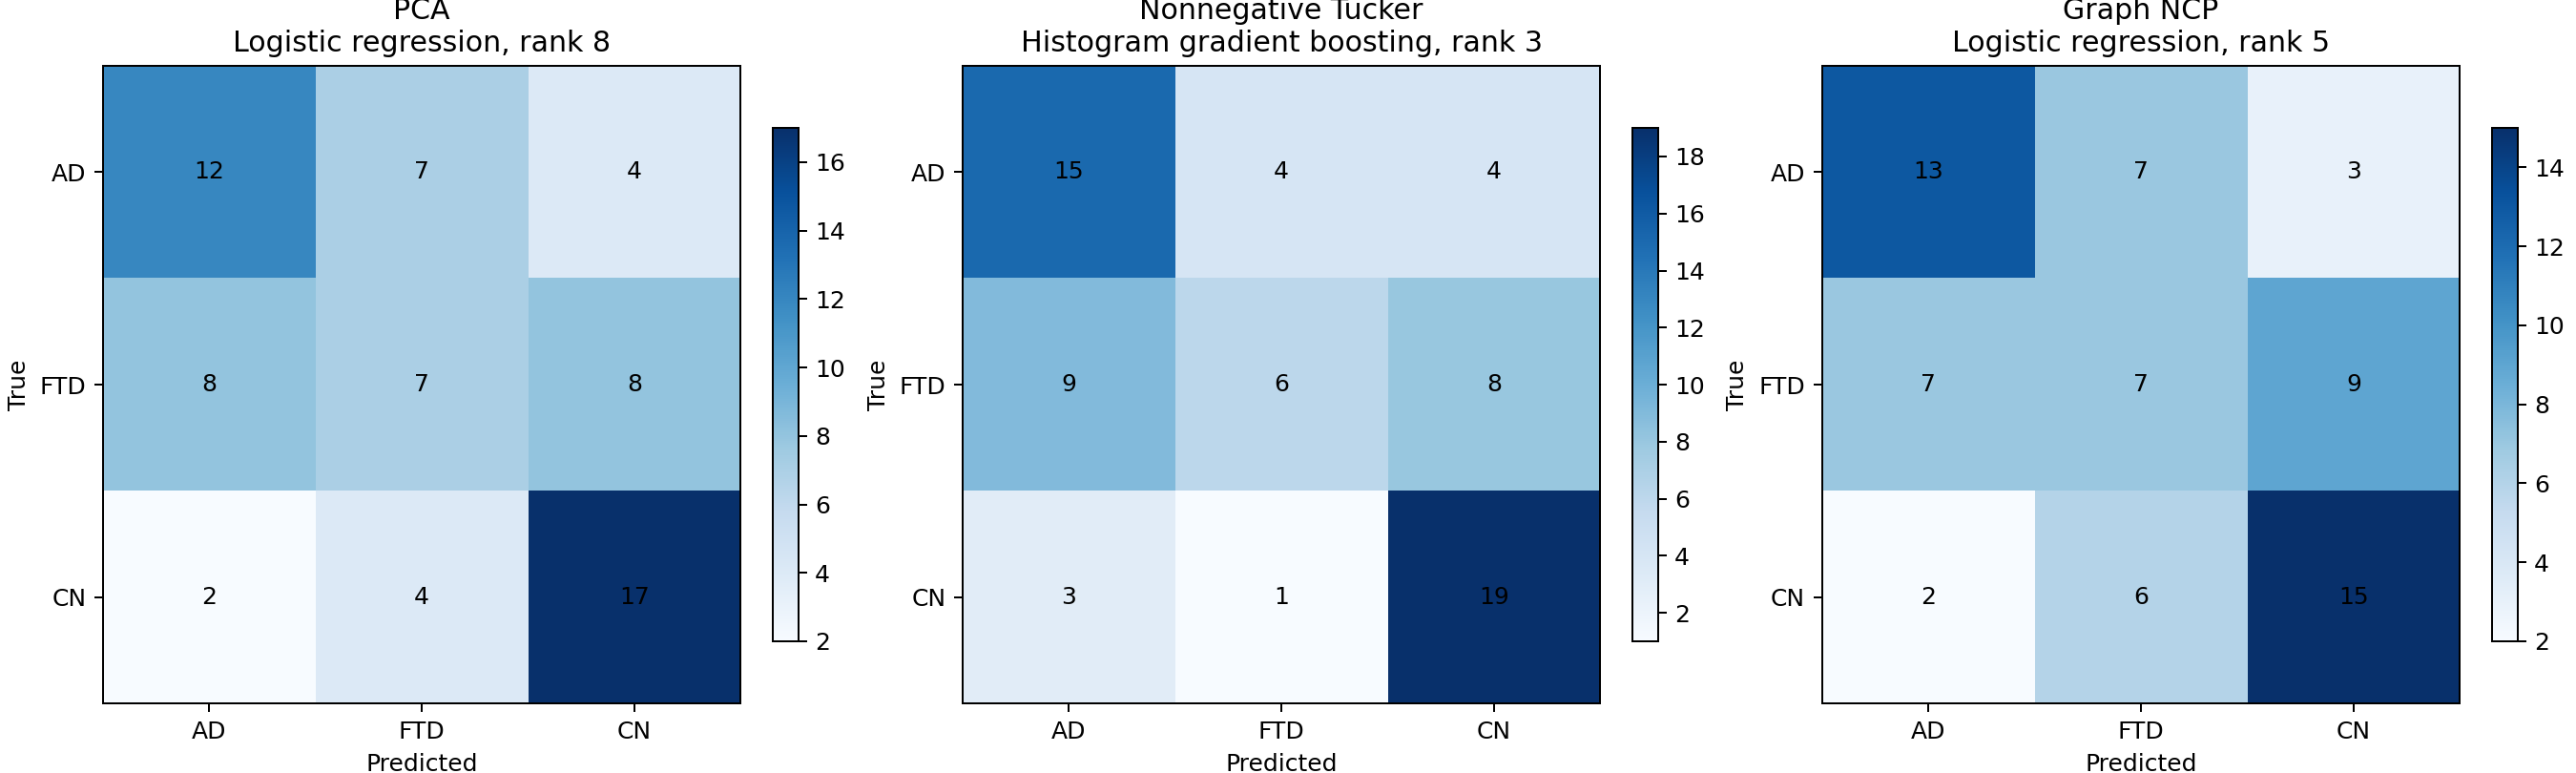 PCA
Logistic regression, rank 8
True
AD 12 7 4
FTD 8 7 8
CN 2 4 17
AD FTD CN
Predicted
16
14
12
10
8
6
4
2
Nonnegative Tucker
Histogram gradient boosting, rank 3
True
AD 15 4 4
FTD 9 6 8
CN 3 1 19
AD FTD CN
Predicted
18
16
14
12
10
8
6
4
2
Graph NCP
Logistic regression, rank 5
True
AD 13 7 3
FTD 7 7 9
CN 2 6 15
AD FTD CN
Predicted
14
12
10
8
6
4
2